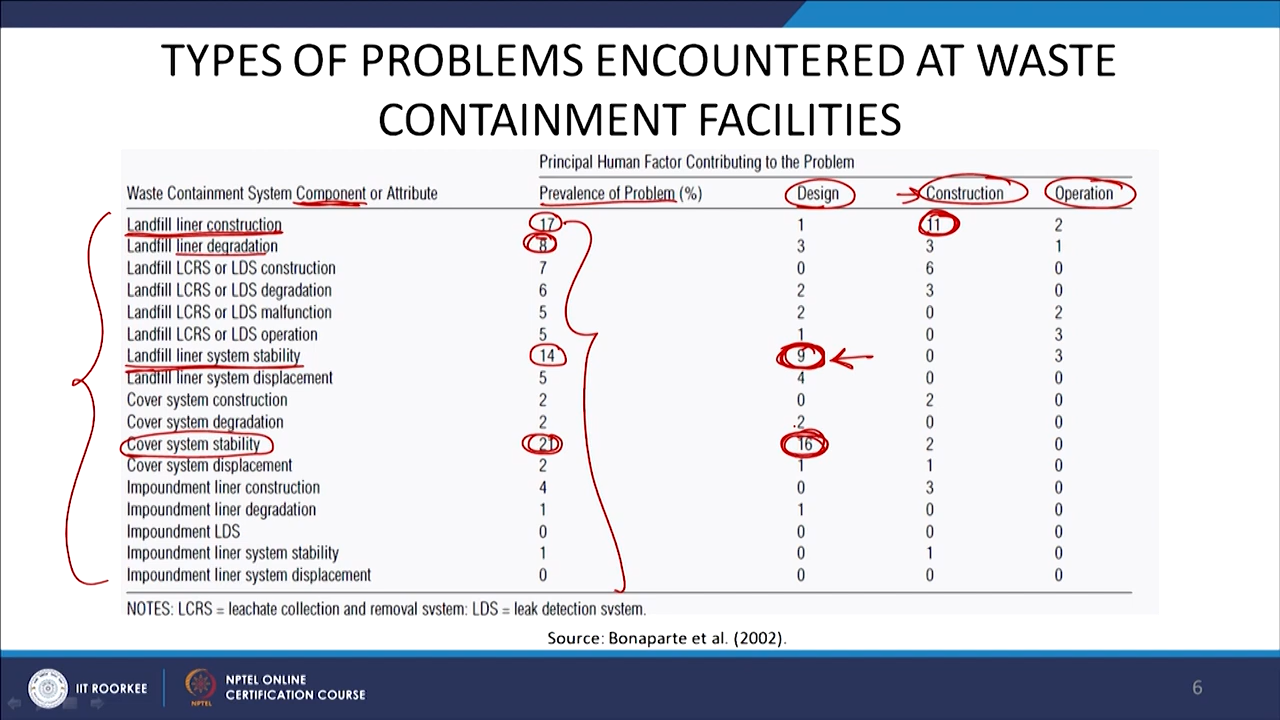 TYPES OF PROBLEMS ENCOUNTERED AT WASTE
CONTAINMENT FACILITIES
Principal Human Factor Contributing to the Problem
Waste Containment System Component or Attribute Prevalence of Problem (%) Design Construction Operation
Landfill liner construction 17 1 11 2
Landfill liner degradation 8 3 3 1
Landfill LCRS or LDS construction 7 0 6 0
Landfill LCRS or LDS degradation 6 2 3 0
Landfill LCRS or LDS malfunction 5 2 0 2
Landfill LCRS or LDS operation 5 1 0 3
Landfill liner system stability 14 9 0 3
Landfill liner system displacement 5 4 0 0
Cover system construction 2 0 2 0
Cover system degradation 2 .2 0 0
Cover system stability 21 16 2 0
Cover system displacement 2 1 1 0
Impoundment liner construction 4 0 3 0
Impoundment liner degradation 1 1 0 0
Impoundment LDS 0 0 0 0
Impoundment liner system stability 1 0 1 0
Impoundment liner system displacement 0 0 0 0
NOTES: LCRS = leachate collection and removal system: LDS = leak detection system.
Source: Bonaparte et al. (2002).
IIT ROORKEE
NPTEL
NPTEL ONLINE
CERTIFICATION COURSE
6